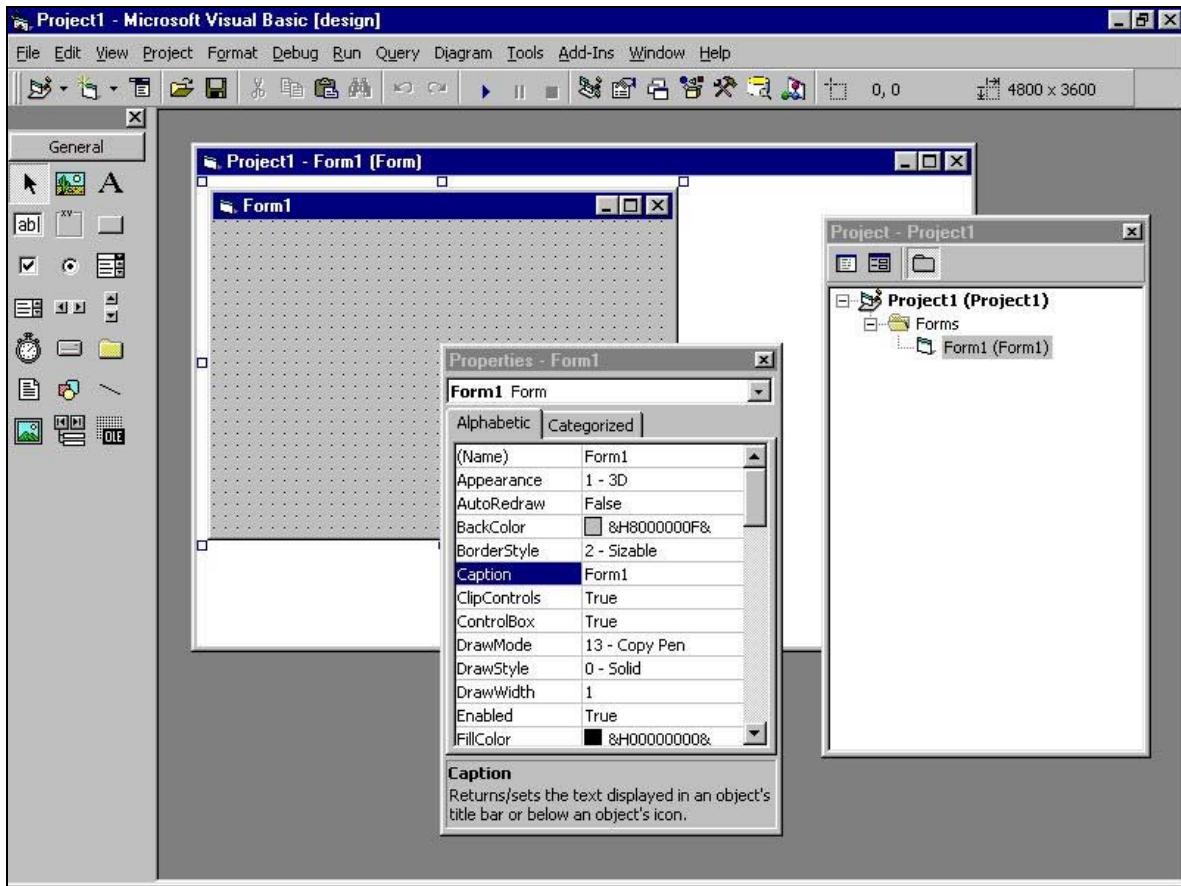 Project1 - Microsoft Visual Basic [design]
File Edit View Project Format Debug Run Query Diagram Tools Add-Ins Window Help
0, 0 4800 x 3600
General
A
ab|
xv
OLE
Project1 - Form1 (Form)
Form1
Properties - Form1
Form1 Form
Alphabetic Categorized
(Name) Form1
Appearance 1 - 3D
AutoRedraw False
BackColor &H8000000F&
BorderStyle 2 - Sizable
Caption Form1
ClipControls True
ControlBox True
DrawMode 13 - Copy Pen
DrawStyle 0 - Solid
DrawWidth 1
Enabled True
FillColor &H00000000&
Caption
Returns/sets the text displayed in an object's
title bar or below an object's icon.
Project - Project1
Project1 (Project1)
Forms
Form1 (Form1)